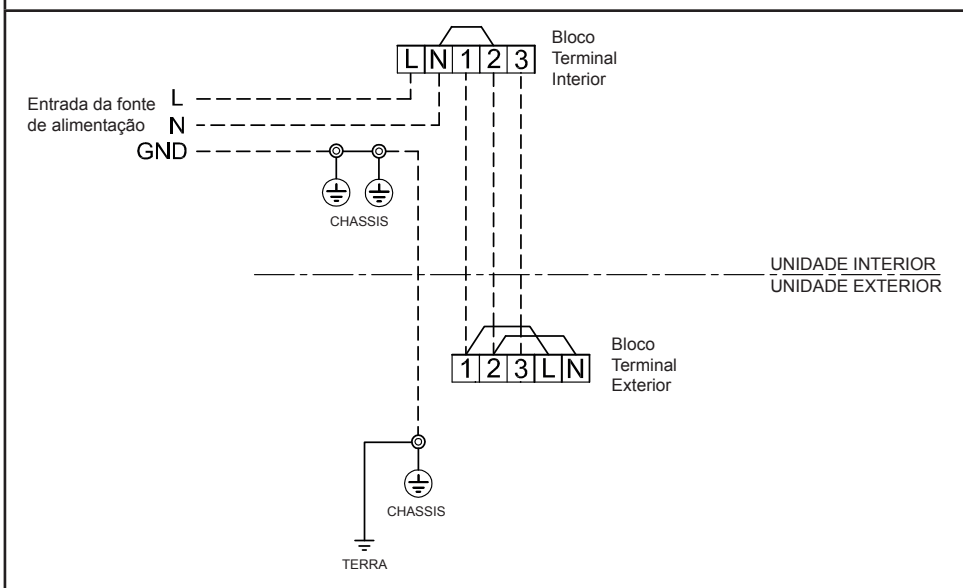 Bloco
Terminal
Interior
L N 1 2 3
Entrada da fonte
de alimentação
L
N
GND
CHASSIS
UNIDADE INTERIOR
UNIDADE EXTERIOR
Bloco
Terminal
Exterior
1 2 3 L N
CHASSIS
TERRA